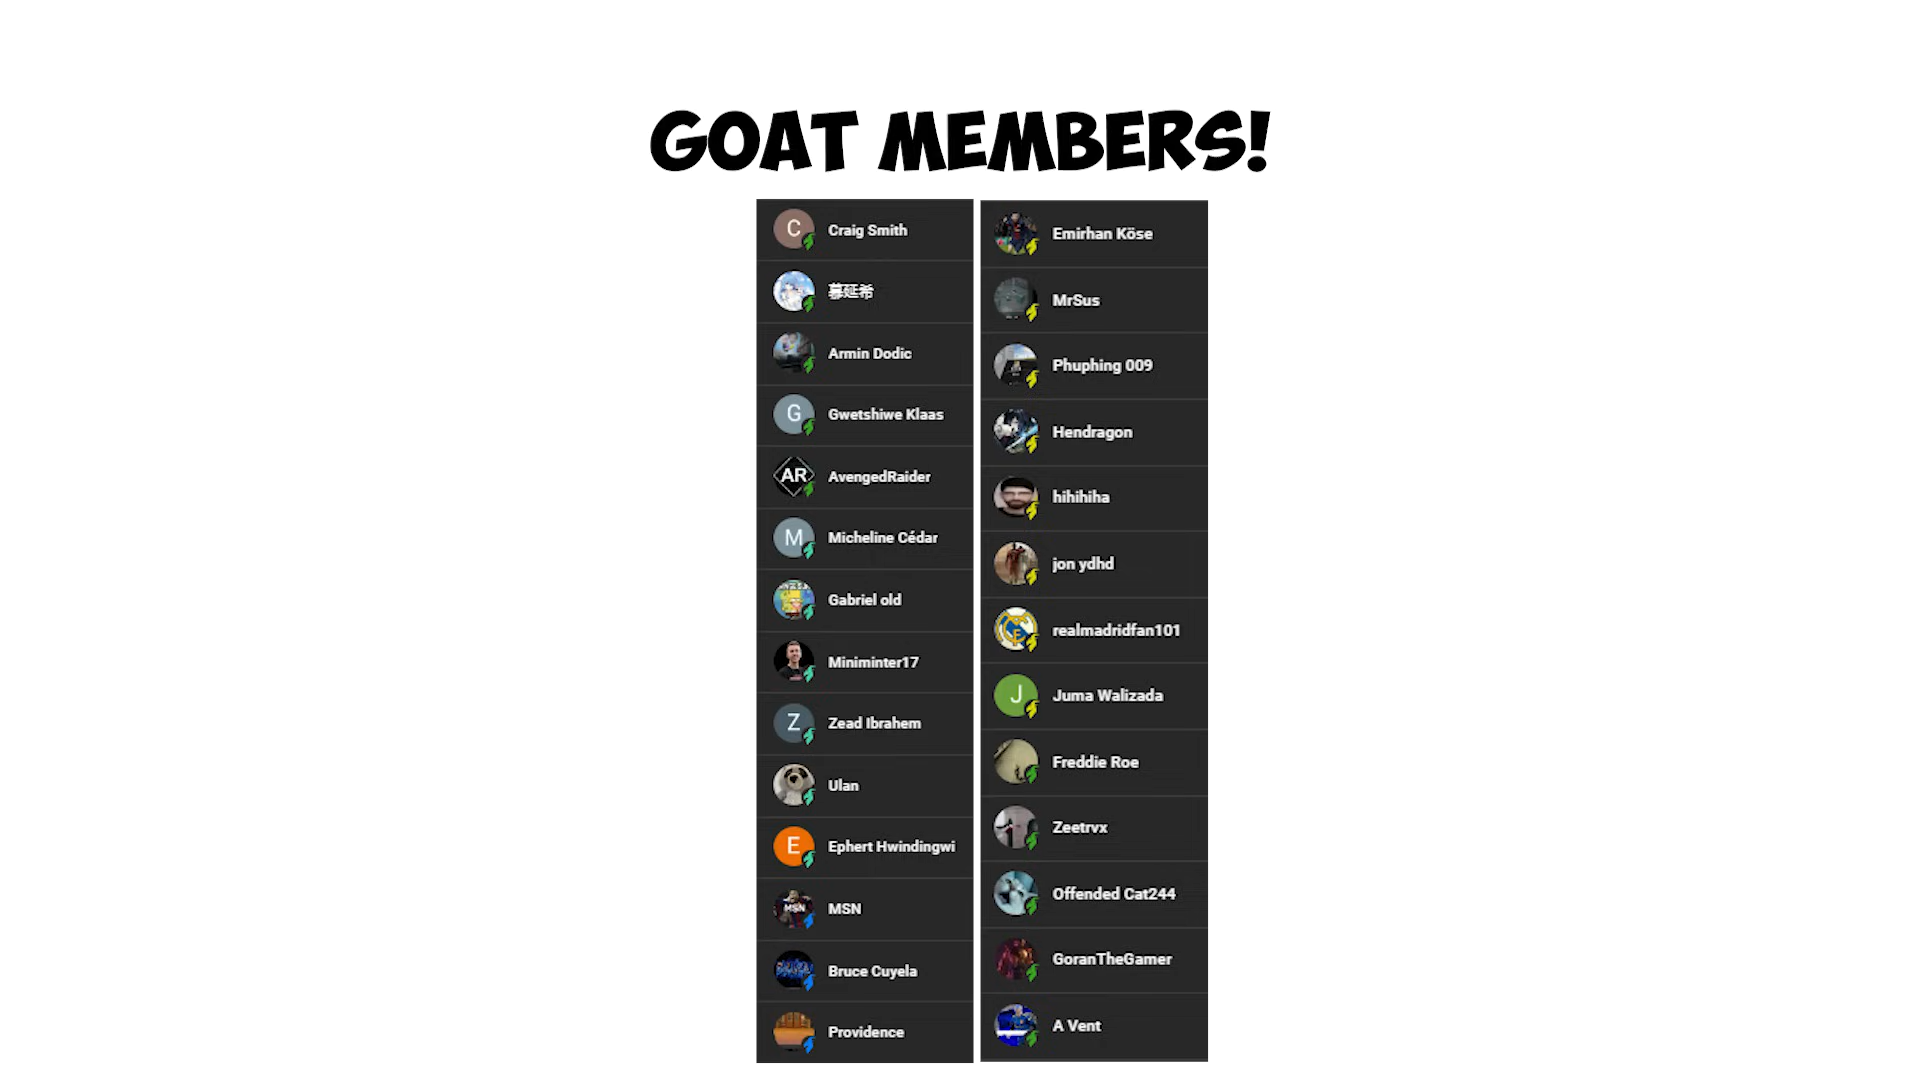 GOAT MEMBERS!
C Craig Smith
暮延希
Armin Dodic
G Gwetshiwe Klaas
AR AvengedRaider
M Micheline Cédar
Gabriel old
Miniminter17
Z Zead Ibrahem
Ulan
E Ephert Hwindingwi
MSN MSN
Bruce Cuyela
Providence
Emirhan Köse
MrSus
Phuphing 009
Hendragon
hihihiha
jon ydhd
realmadridfan101
J Juma Walizada
Freddie Roe
Zeetrvx
Offended Cat244
GoranTheGamer
A Vent